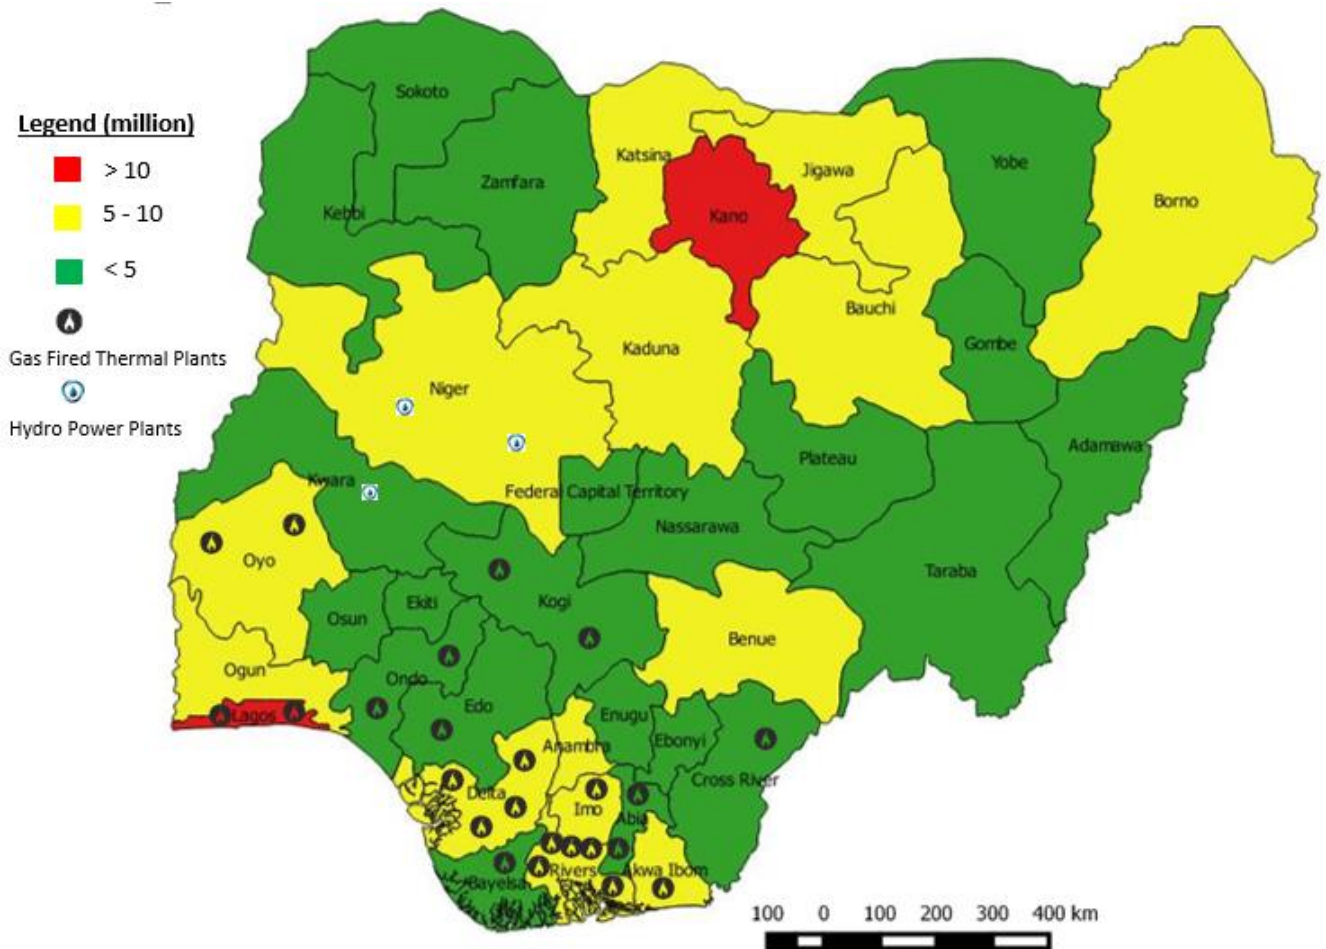 Legend (million)
> 10
5 - 10
< 5
Gas Fired Thermal Plants
Hydro Power Plants
Sokoto
Katsina
Zamfara
Kebbi
Kano
Jigawa
Yobe
Borno
Bauchi
Gombe
Kaduna
Niger
Adamawa
Plateau
Kwara
Federal Capital Territory
Nassarawa
Oyo
Taraba
Kogi
Ekiti
Osun
Benue
Ogun
Ondo
Edo
Lagos
Enugu
Ebonyi
Anambra
Cross River
Delta
Imo
Abia
Rivers
Akwa Ibom
Bayelsa
100 0 100 200 300 400 km